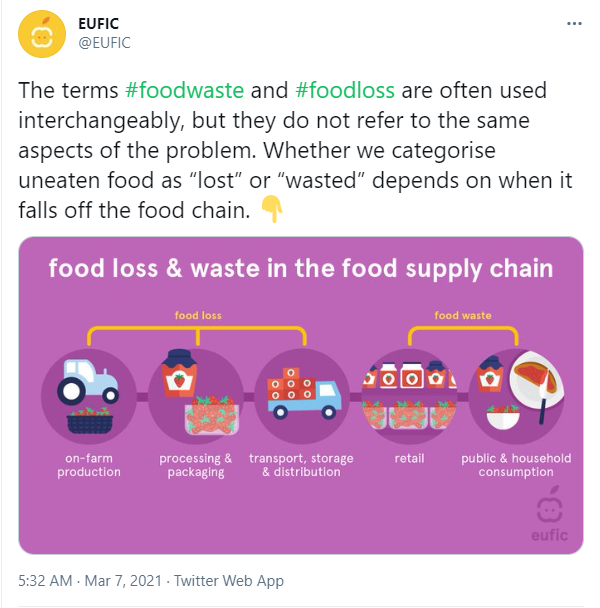 EUFIC
@EUFIC
The terms #foodwaste and #foodloss are often used
interchangeably, but they do not refer to the same
aspects of the problem. Whether we categorise
uneaten food as “lost” or “wasted” depends on when it
falls off the food chain. 👇
food loss & waste in the food supply chain
food loss
food waste
on-farm
production
processing &
packaging
transport, storage
& distribution
retail
public & household
consumption
eufic
5:32 AM · Mar 7, 2021 · Twitter Web App